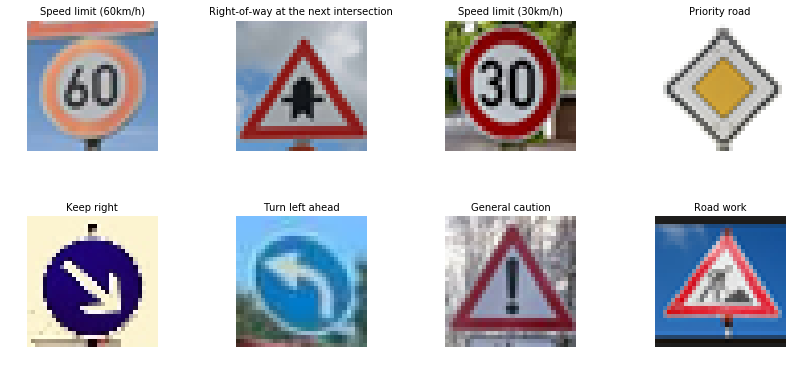 Speed limit (60km/h)
Right-of-way at the next intersection
Speed limit (30km/h)
Priority road
60
30
Keep right
Turn left ahead
General caution
Road work
!